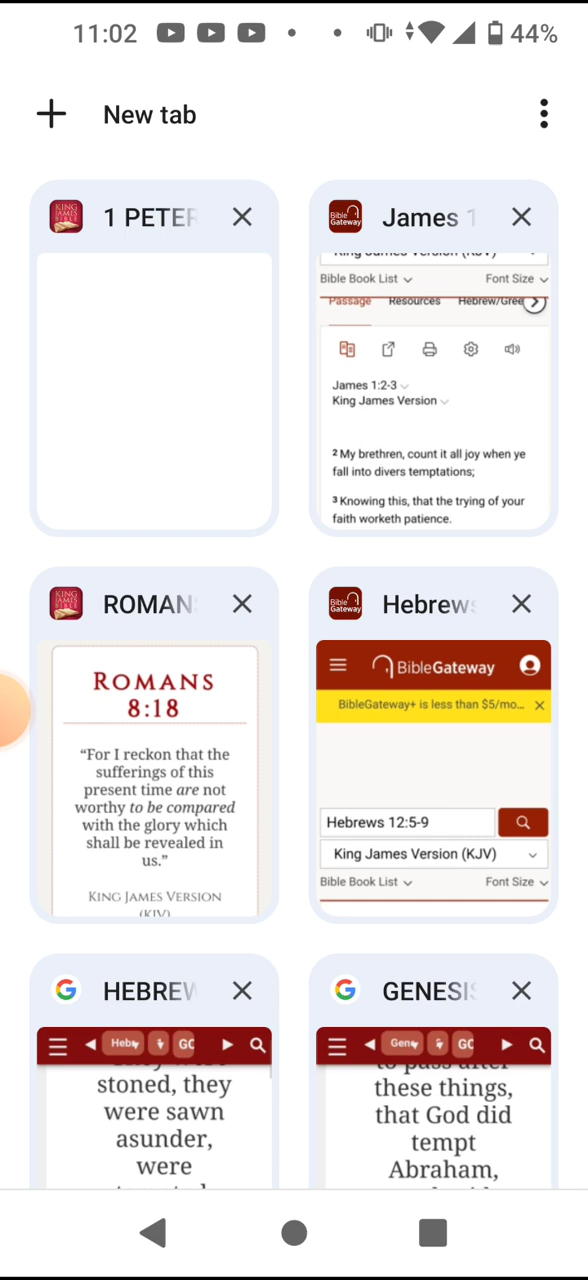 11:02
44%
New tab
1 PETER
James 1
King James Version (KJV)
Bible Book List
Font Size
Passage
Resources
Hebrew/Gree
James 1:2-3
King James Version
2 My brethren, count it all joy when ye
fall into divers temptations;
3 Knowing this, that the trying of your
faith worketh patience.
ROMAN
Hebrews
ROMANS
8:18
“For I reckon that the
sufferings of this
present time are not
worthy to be compared
with the glory which
shall be revealed in
us.”
KING JAMES VERSION
(KJV)
BibleGateway
BibleGateway+ is less than $5/mo...
Hebrews 12:5-9
King James Version (KJV)
Bible Book List
Font Size
HEBREW
GENESIS
Heb
GO
stoned, they
were sawn
asunder,
were
Gen
GO
to pass after
these things,
that God did
tempt
Abraham,